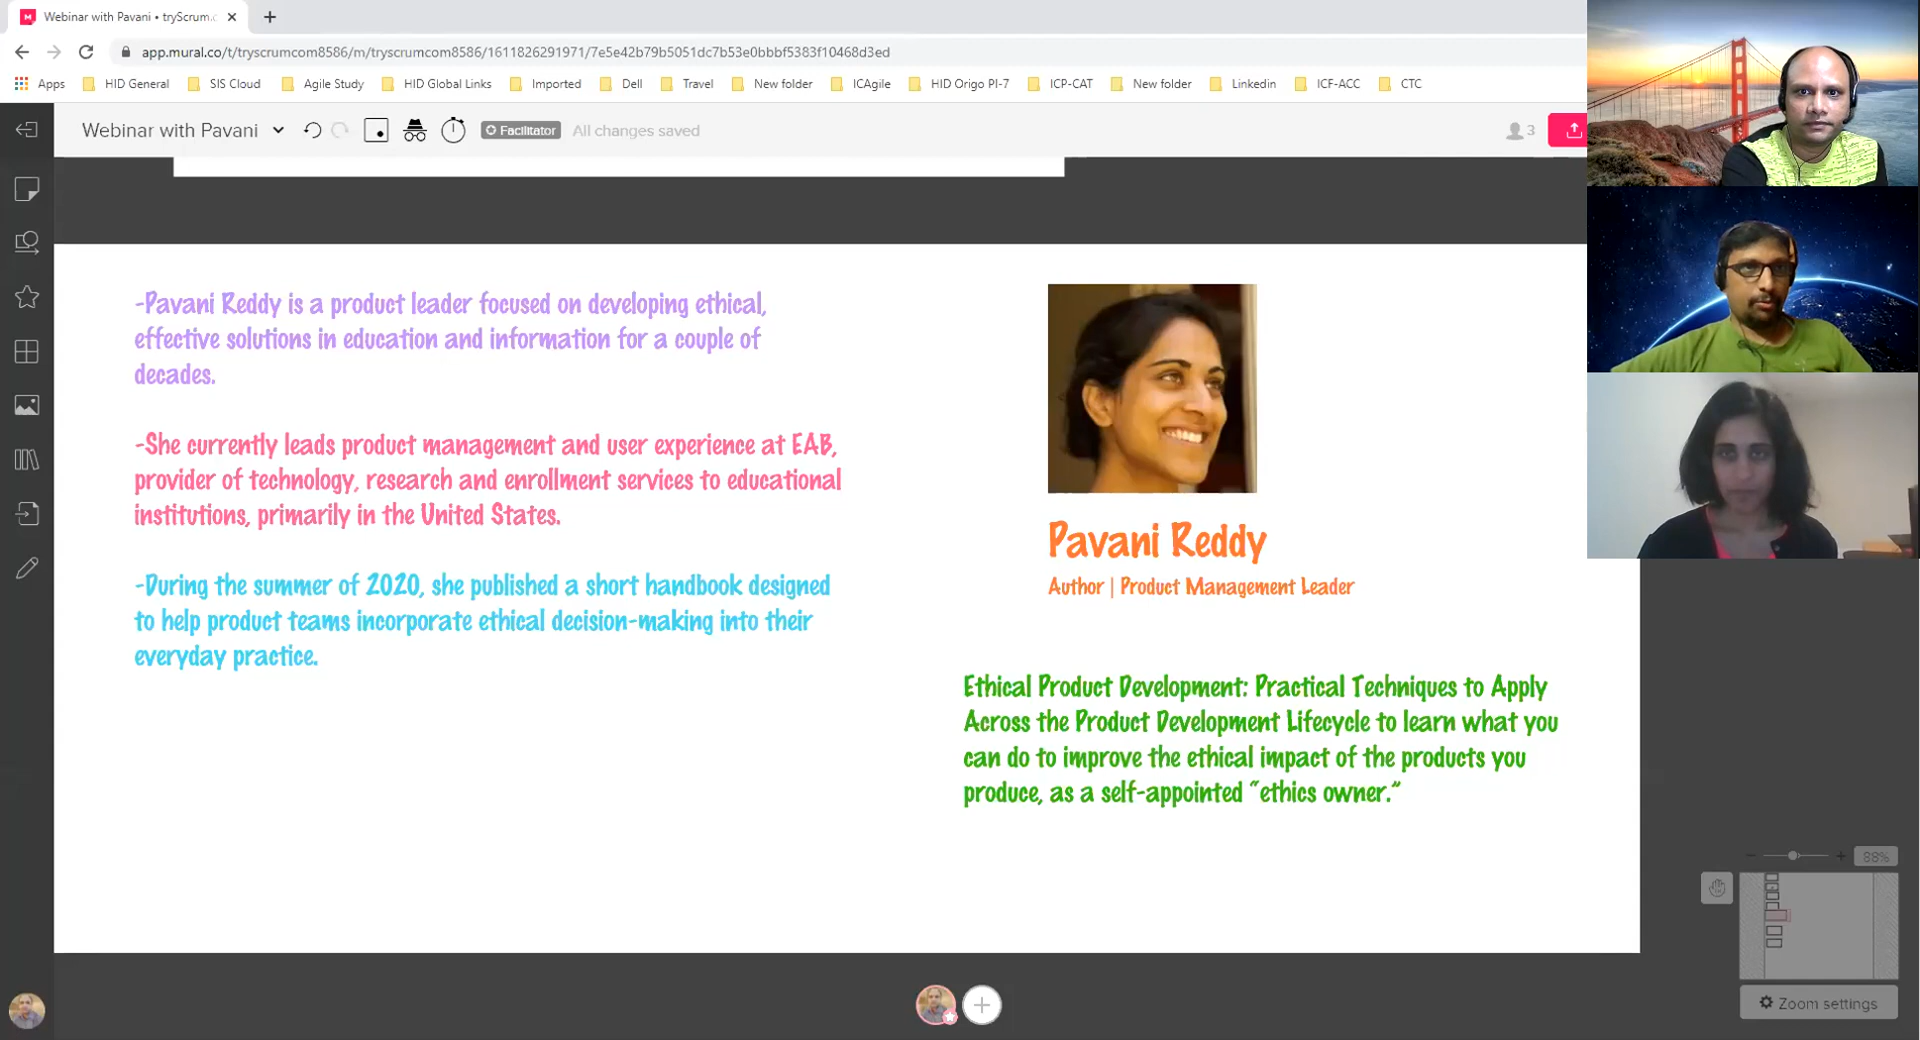 Webinar with Pavani • tryScrum.c
app.mural.co/t/tryscrumcom8586/m/tryscrumcom8586/1611826291971/7e5e42b79b5051dc7b53e0bbbf5383f10468d3ed
Apps HID General SIS Cloud Agile Study HID Global Links Imported Dell Travel New folder ICAgile HID Origo PI-7 ICP-CAT New folder Linkedin ICF-ACC CTC
Webinar with Pavani Facilitator All changes saved 3
-Pavani Reddy is a product leader focused on developing ethical,
effective solutions in education and information for a couple of
decades.
-She currently leads product management and user experience at EAB,
provider of technology, research and enrollment services to educational
institutions, primarily in the United States.
-During the summer of 2020, she published a short handbook designed
to help product teams incorporate ethical decision-making into their
everyday practice.
Pavani Reddy
Author | Product Management Leader
Ethical Product Development: Practical Techniques to Apply
Across the Product Development Lifecycle to learn what you
can do to improve the ethical impact of the products you
produce, as a self-appointed "ethics owner."
88%
Zoom settings